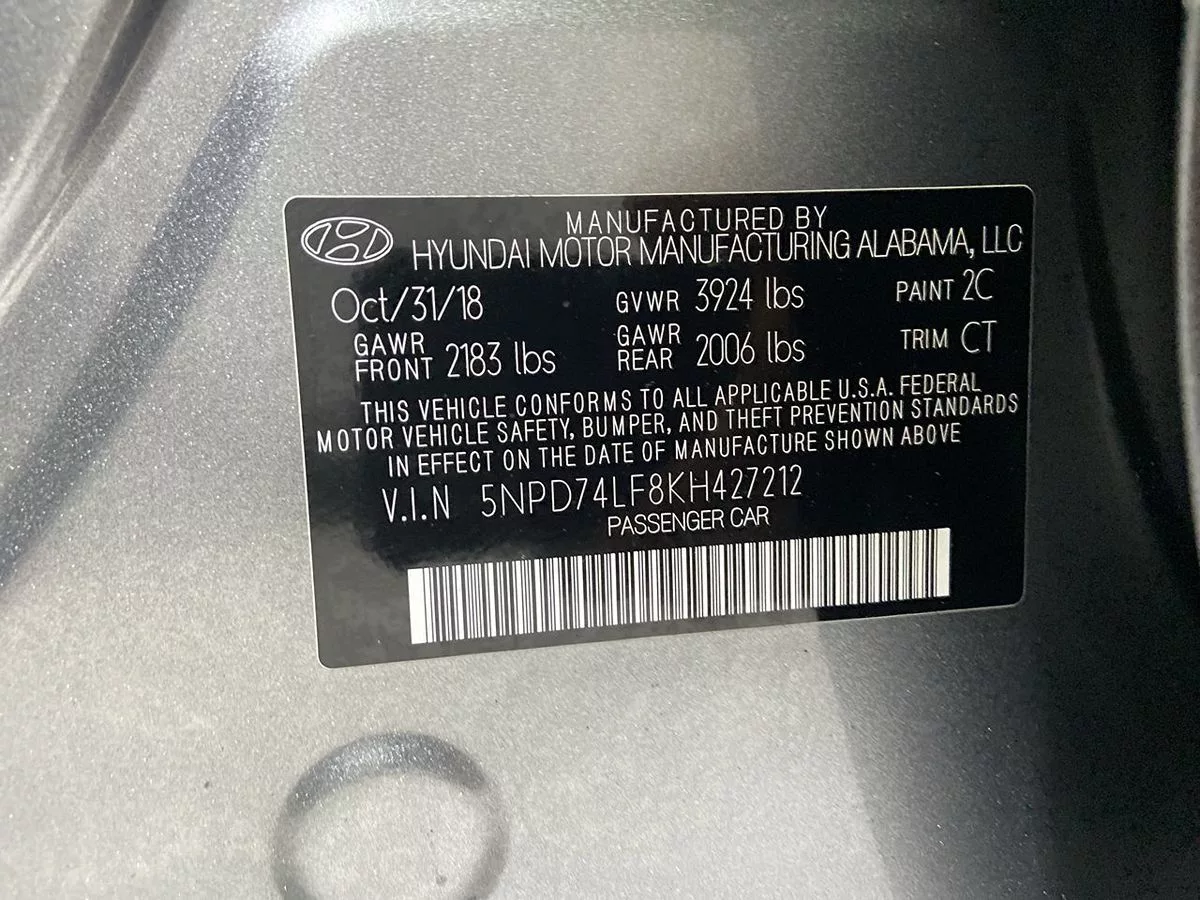 MANUFACTURED BY
HYUNDAI MOTOR MANUFACTURING ALABAMA, LLC
Oct/31/18 GVWR 3924 lbs PAINT 2C
GAWR FRONT 2183 lbs GAWR REAR 2006 lbs TRIM CT
THIS VEHICLE CONFORMS TO ALL APPLICABLE U.S.A. FEDERAL
MOTOR VEHICLE SAFETY, BUMPER, AND THEFT PREVENTION STANDARDS
IN EFFECT ON THE DATE OF MANUFACTURE SHOWN ABOVE
V.I.N 5NPD74LF8KH427212
PASSENGER CAR